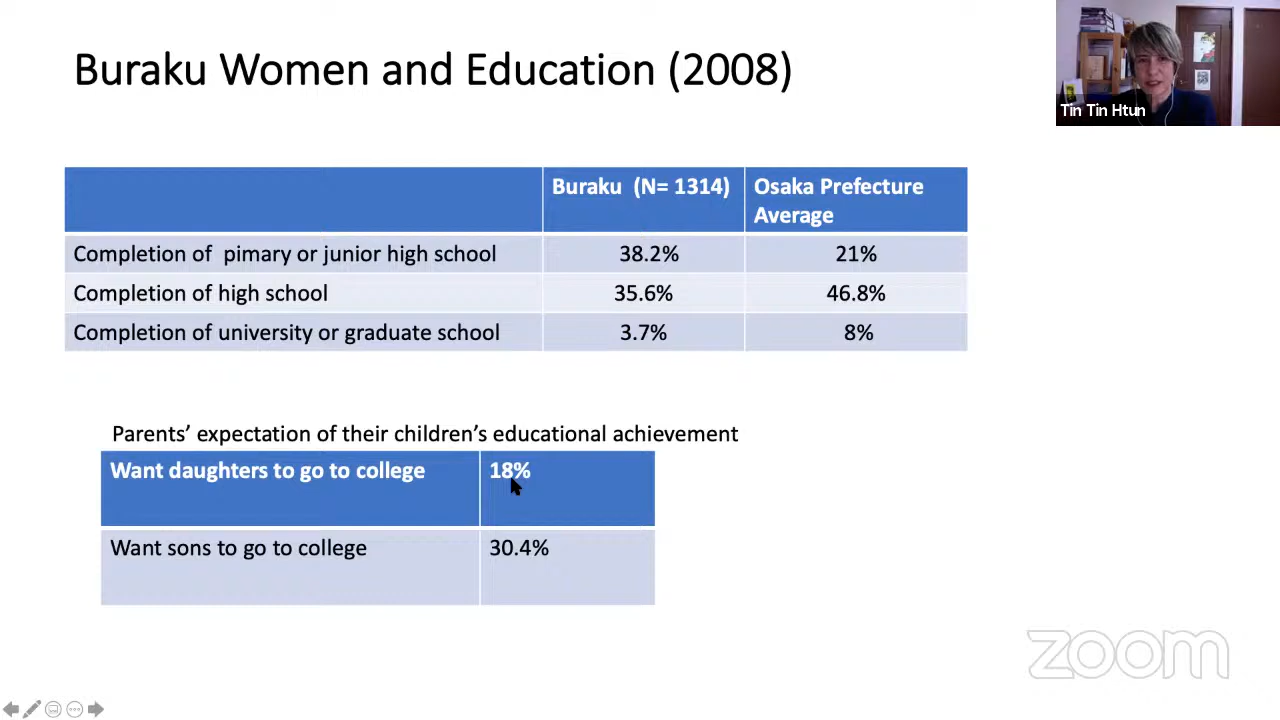 Buraku Women and Education (2008)
Tin Tin Htun
Buraku (N= 1314) Osaka Prefecture
Average
Completion of pimary or junior high school 38.2% 21%
Completion of high school 35.6% 46.8%
Completion of university or graduate school 3.7% 8%
Parents’ expectation of their children’s educational achievement
Want daughters to go to college 18%
Want sons to go to college 30.4%
zoom